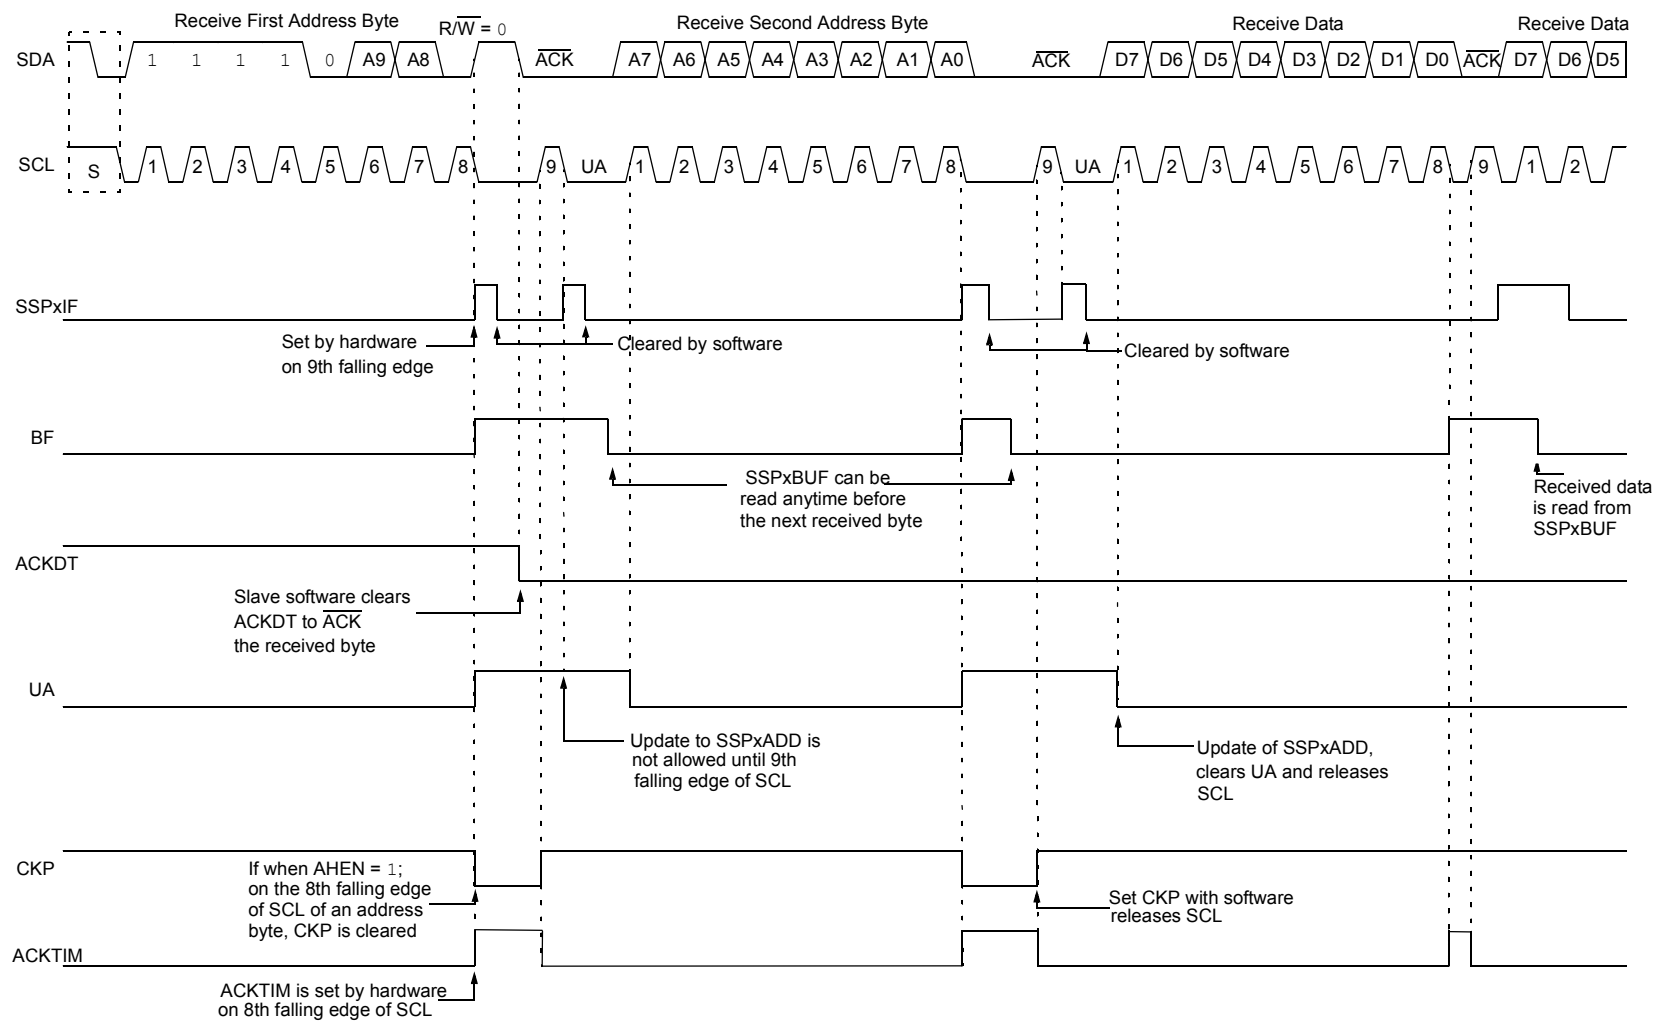 Receive First Address Byte
R/W = 0
Receive Second Address Byte
Receive Data
Receive Data
SDA
1 1 1 1 0 A9 A8 ACK A7 A6 A5 A4 A3 A2 A1 A0 ACK D7 D6 D5 D4 D3 D2 D1 D0 ACK D7 D6 D5
SCL
S 1 2 3 4 5 6 7 8 9 UA 1 2 3 4 5 6 7 8 9 UA 1 2 3 4 5 6 7 8 9 1 2
SSPxIF
Set by hardware
on 9th falling edge
Cleared by software
Cleared by software
BF
SSPxBUF can be
read anytime before
the next received byte
Received data
is read from
SSPxBUF
ACKDT
Slave software clears
ACKDT to ACK
the received byte
UA
Update to SSPxADD is
not allowed until 9th
falling edge of SCL
Update of SSPxADD,
clears UA and releases
SCL
CKP
If when AHEN = 1;
on the 8th falling edge
of SCL of an address
byte, CKP is cleared
Set CKP with software
releases SCL
ACKTIM
ACKTIM is set by hardware
on 8th falling edge of SCL